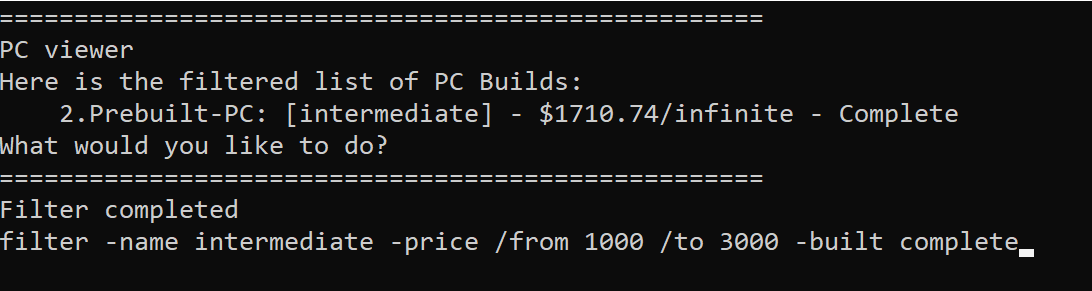 ===================================================
PC viewer
Here is the filtered list of PC Builds:
    2.Prebuilt-PC: [intermediate] - $1710.74/infinite - Complete
What would you like to do?
===================================================
Filter completed
filter -name intermediate -price /from 1000 /to 3000 -built complete